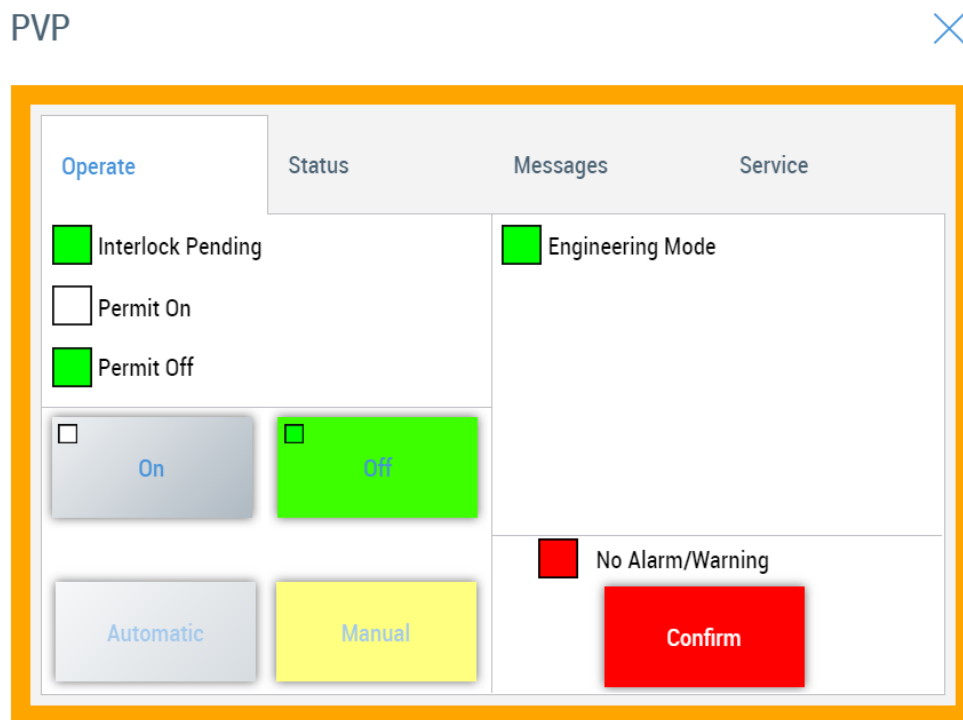 PVP
Operate
Status
Messages
Service
Interlock Pending
Permit On
Permit Off
Engineering Mode
On
Off
Automatic
Manual
No Alarm/Warning
Confirm